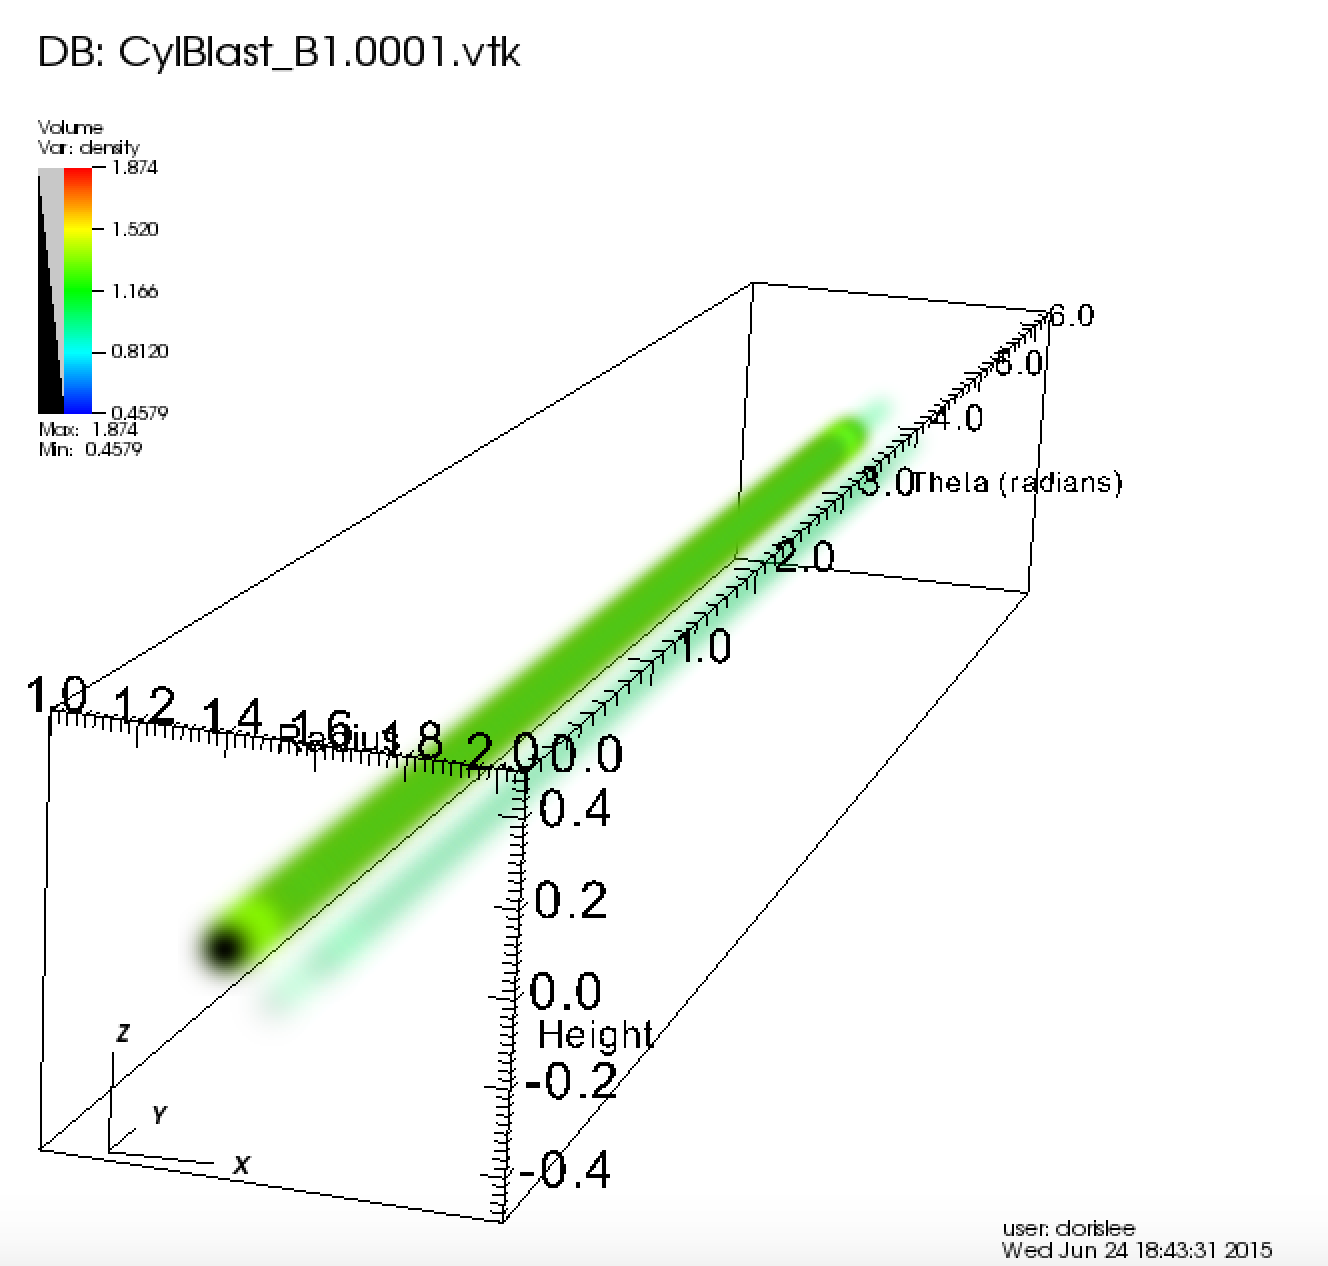 DB: CylBlast_B1.0001.vtk
Volume
Var: density
1.874
1.520
1.166
0.8120
0.4579
Max: 1.874
Min: 0.4579
6.0
5.0
4.0
3.0
Theta (radians)
2.0
1.0
0.0
1.0 1.2 1.4 1.6 1.8 2.0
Radius
0.4
0.2
0.0
Height
-0.2
-0.4
Z
Y
X
user: dorislee
Wed Jun 24 18:43:31 2015